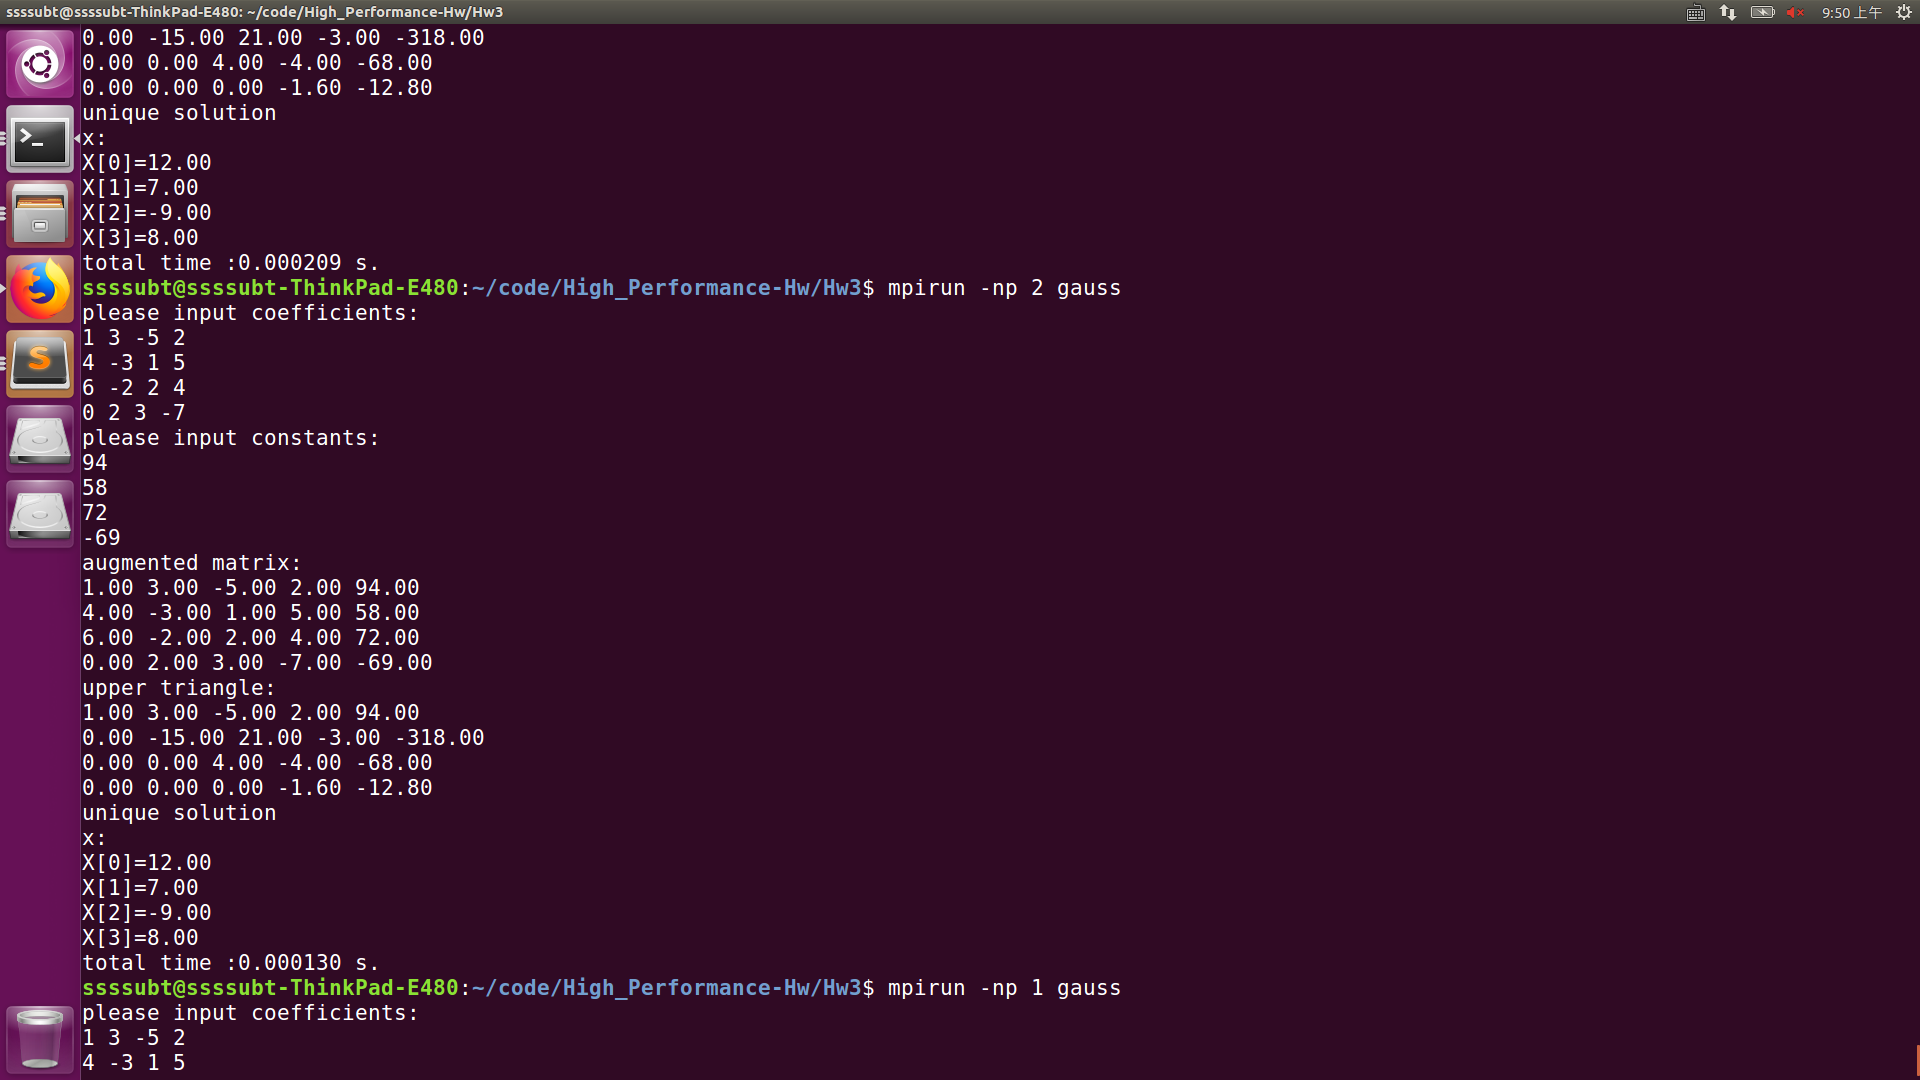 ssssubt@ssssubt-ThinkPad-E480: ~/code/High_Performance-Hw/Hw3
9:50 上午
0.00 -15.00 21.00 -3.00 -318.00
0.00 0.00 4.00 -4.00 -68.00
0.00 0.00 0.00 -1.60 -12.80
unique solution
x:
X[0]=12.00
X[1]=7.00
X[2]=-9.00
X[3]=8.00
total time :0.000209 s.
ssssubt@ssssubt-ThinkPad-E480:~/code/High_Performance-Hw/Hw3$ mpirun -np 2 gauss
please input coefficients:
1 3 -5 2
4 -3 1 5
6 -2 2 4
0 2 3 -7
please input constants:
94
58
72
-69
augmented matrix:
1.00 3.00 -5.00 2.00 94.00
4.00 -3.00 1.00 5.00 58.00
6.00 -2.00 2.00 4.00 72.00
0.00 2.00 3.00 -7.00 -69.00
upper triangle:
1.00 3.00 -5.00 2.00 94.00
0.00 -15.00 21.00 -3.00 -318.00
0.00 0.00 4.00 -4.00 -68.00
0.00 0.00 0.00 -1.60 -12.80
unique solution
x:
X[0]=12.00
X[1]=7.00
X[2]=-9.00
X[3]=8.00
total time :0.000130 s.
ssssubt@ssssubt-ThinkPad-E480:~/code/High_Performance-Hw/Hw3$ mpirun -np 1 gauss
please input coefficients:
1 3 -5 2
4 -3 1 5